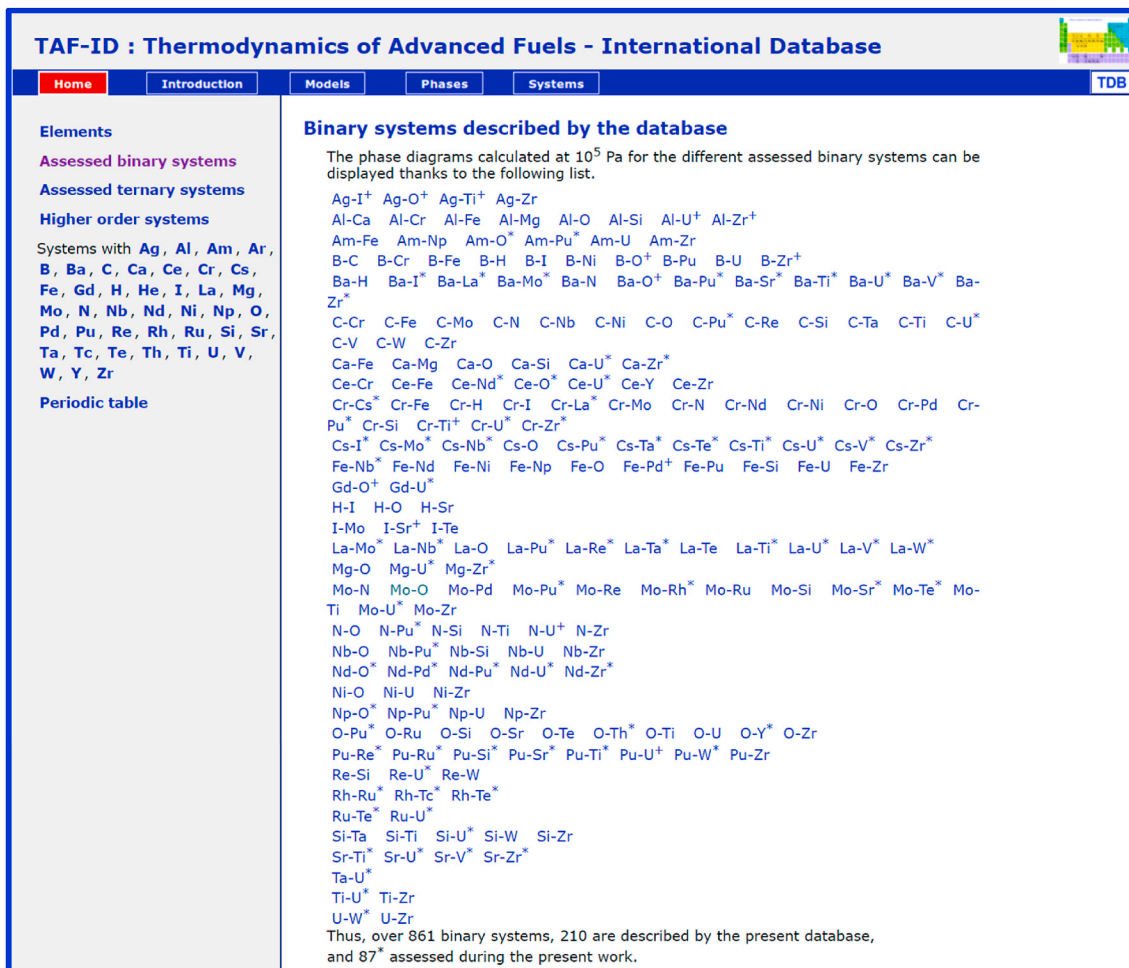 TAF-ID : Thermodynamics of Advanced Fuels - International Database
Home Introduction Models Phases Systems TDB
Elements
Assessed binary systems
Assessed ternary systems
Higher order systems
Systems with Ag, Al, Am, Ar,
B, Ba, C, Ca, Ce, Cr, Cs,
Fe, Gd, H, He, I, La, Mg,
Mo, N, Nb, Nd, Ni, Np, O,
Pd, Pu, Re, Rh, Ru, Si, Sr,
Ta, Tc, Te, Th, Ti, U, V,
W, Y, Zr
Periodic table
Binary systems described by the database
The phase diagrams calculated at 10⁵ Pa for the different assessed binary systems can be
displayed thanks to the following list.
Ag-I⁺ Ag-O⁺ Ag-Ti⁺ Ag-Zr
Al-Ca Al-Cr Al-Fe Al-Mg Al-O Al-Si Al-U⁺ Al-Zr⁺
Am-Fe Am-Np Am-O* Am-Pu* Am-U Am-Zr
B-C B-Cr B-Fe B-H B-I B-Ni B-O⁺ B-Pu B-U B-Zr⁺
Ba-H Ba-I* Ba-La* Ba-Mo* Ba-N Ba-O⁺ Ba-Pu* Ba-Sr* Ba-Ti* Ba-U* Ba-V* Ba-
Zr*
C-Cr C-Fe C-Mo C-N C-Nb C-Ni C-O C-Pu* C-Re C-Si C-Ta C-Ti C-U*
C-V C-W C-Zr
Ca-Fe Ca-Mg Ca-O Ca-Si Ca-U* Ca-Zr*
Ce-Cr Ce-Fe Ce-Nd* Ce-O* Ce-U* Ce-Y Ce-Zr
Cr-Cs* Cr-Fe Cr-H Cr-I Cr-La* Cr-Mo Cr-N Cr-Nd Cr-Ni Cr-O Cr-Pd Cr-
Pu* Cr-Si Cr-Ti⁺ Cr-U* Cr-Zr*
Cs-I* Cs-Mo* Cs-Nb* Cs-O Cs-Pu* Cs-Ta* Cs-Te* Cs-Ti* Cs-U* Cs-V* Cs-Zr*
Fe-Nb* Fe-Nd Fe-Ni Fe-Np Fe-O Fe-Pd⁺ Fe-Pu Fe-Si Fe-U Fe-Zr
Gd-O⁺ Gd-U*
H-I H-O H-Sr
I-Mo I-Sr⁺ I-Te
La-Mo* La-Nb* La-O La-Pu* La-Re* La-Ta* La-Te La-Ti* La-U* La-V* La-W*
Mg-O Mg-U* Mg-Zr*
Mo-N Mo-O Mo-Pd Mo-Pu* Mo-Re Mo-Rh* Mo-Ru Mo-Si Mo-Sr* Mo-Te* Mo-
Ti Mo-U* Mo-Zr
N-O N-Pu* N-Si N-Ti N-U⁺ N-Zr
Nb-O Nb-Pu* Nb-Si Nb-U Nb-Zr
Nd-O* Nd-Pd* Nd-Pu* Nd-U* Nd-Zr*
Ni-O Ni-U Ni-Zr
Np-O* Np-Pu* Np-U Np-Zr
O-Pu* O-Ru O-Si O-Sr O-Te O-Th* O-Ti O-U O-Y* O-Zr
Pu-Re* Pu-Ru* Pu-Si* Pu-Sr* Pu-Ti* Pu-U⁺ Pu-W* Pu-Zr
Re-Si Re-U* Re-W
Rh-Ru* Rh-Tc* Rh-Te*
Ru-Te* Ru-U*
Si-Ta Si-Ti Si-U* Si-W Si-Zr
Sr-Ti* Sr-U* Sr-V* Sr-Zr*
Ta-U*
Ti-U* Ti-Zr
U-W* U-Zr
Thus, over 861 binary systems, 210 are described by the present database,
and 87* assessed during the present work.